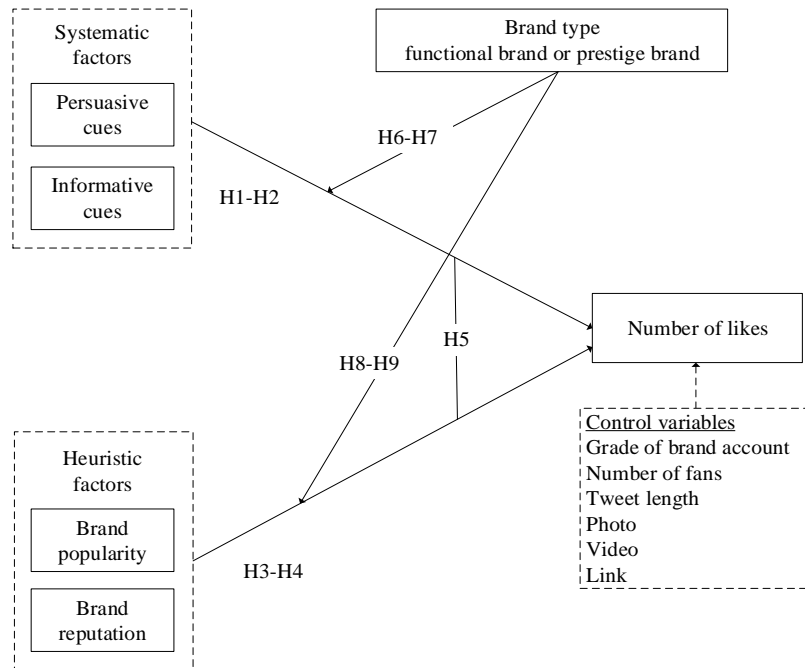 Systematic
factors
Persuasive
cues
Informative
cues
Brand type
functional brand or prestige brand
H6-H7
H1-H2
H5
H8-H9
Number of likes
Control variables
Grade of brand account
Number of fans
Tweet length
Photo
Video
Link
Heuristic
factors
Brand
popularity
Brand
reputation
H3-H4